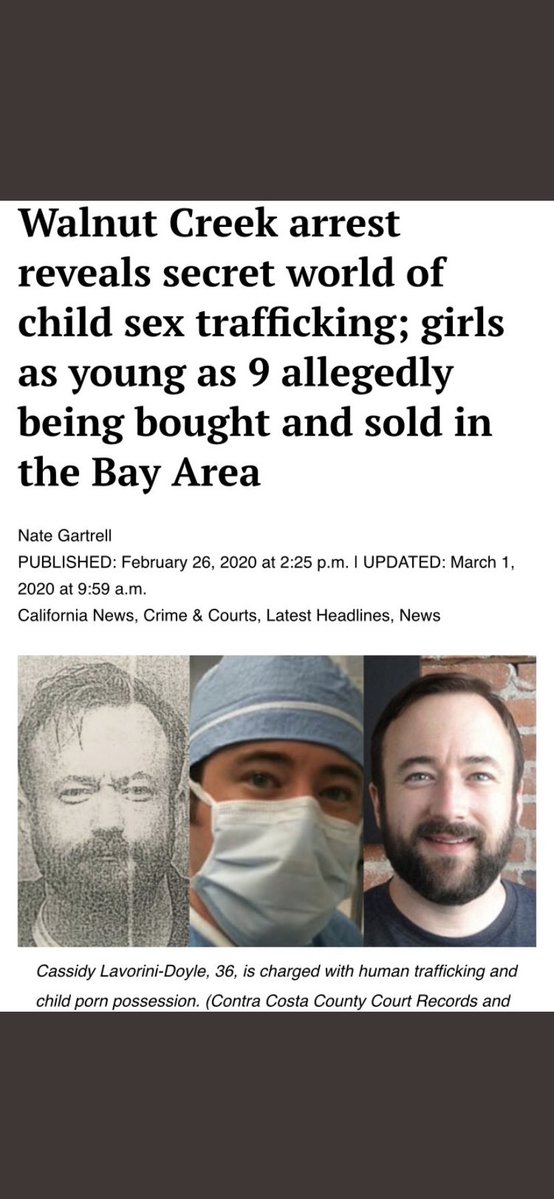 Walnut Creek arrest
reveals secret world of
child sex trafficking; girls
as young as 9 allegedly
being bought and sold in
the Bay Area
Nate Gartrell
PUBLISHED: February 26, 2020 at 2:25 p.m. | UPDATED: March 1,
2020 at 9:59 a.m.
California News, Crime & Courts, Latest Headlines, News
Cassidy Lavorini-Doyle, 36, is charged with human trafficking and
child porn possession. (Contra Costa County Court Records and